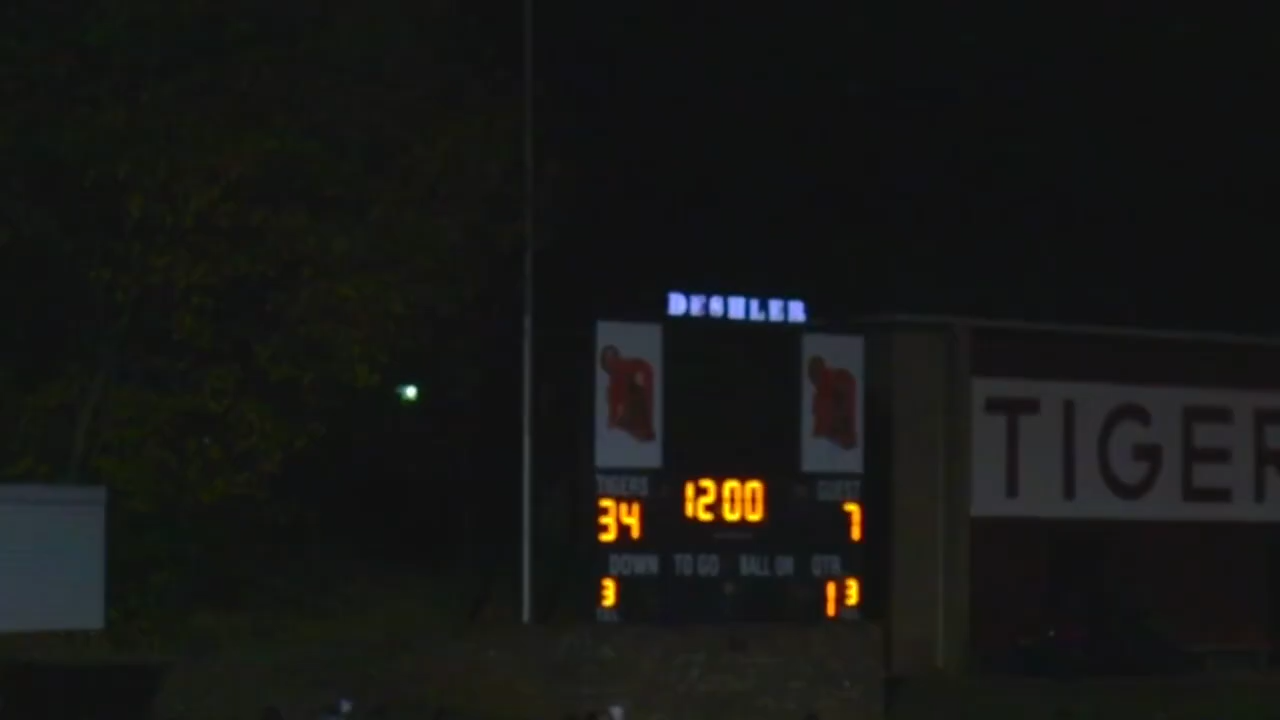 DESHLER
TIGERS
12:00
GUEST
34
7
DOWN TO GO BALL ON QTR
3
1 3
TIGER